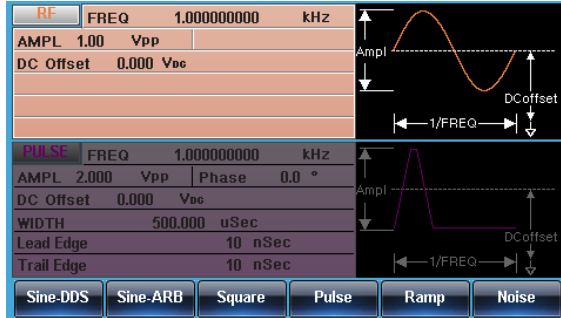 RF FREQ 1.000000000 kHz
AMPL 1.00 Vpp
DC Offset 0.000 VDC
Ampl
DCoffset
1/FREQ
PULSE FREQ 1.000000000 kHz
AMPL 2.000 Vpp Phase 0.0 °
DC Offset 0.000 VDC
WIDTH 500.000 uSec
Lead Edge 10 nSec
Trail Edge 10 nSec
Ampl
DCoffset
1/FREQ
Sine-DDS Sine-ARB Square Pulse Ramp Noise